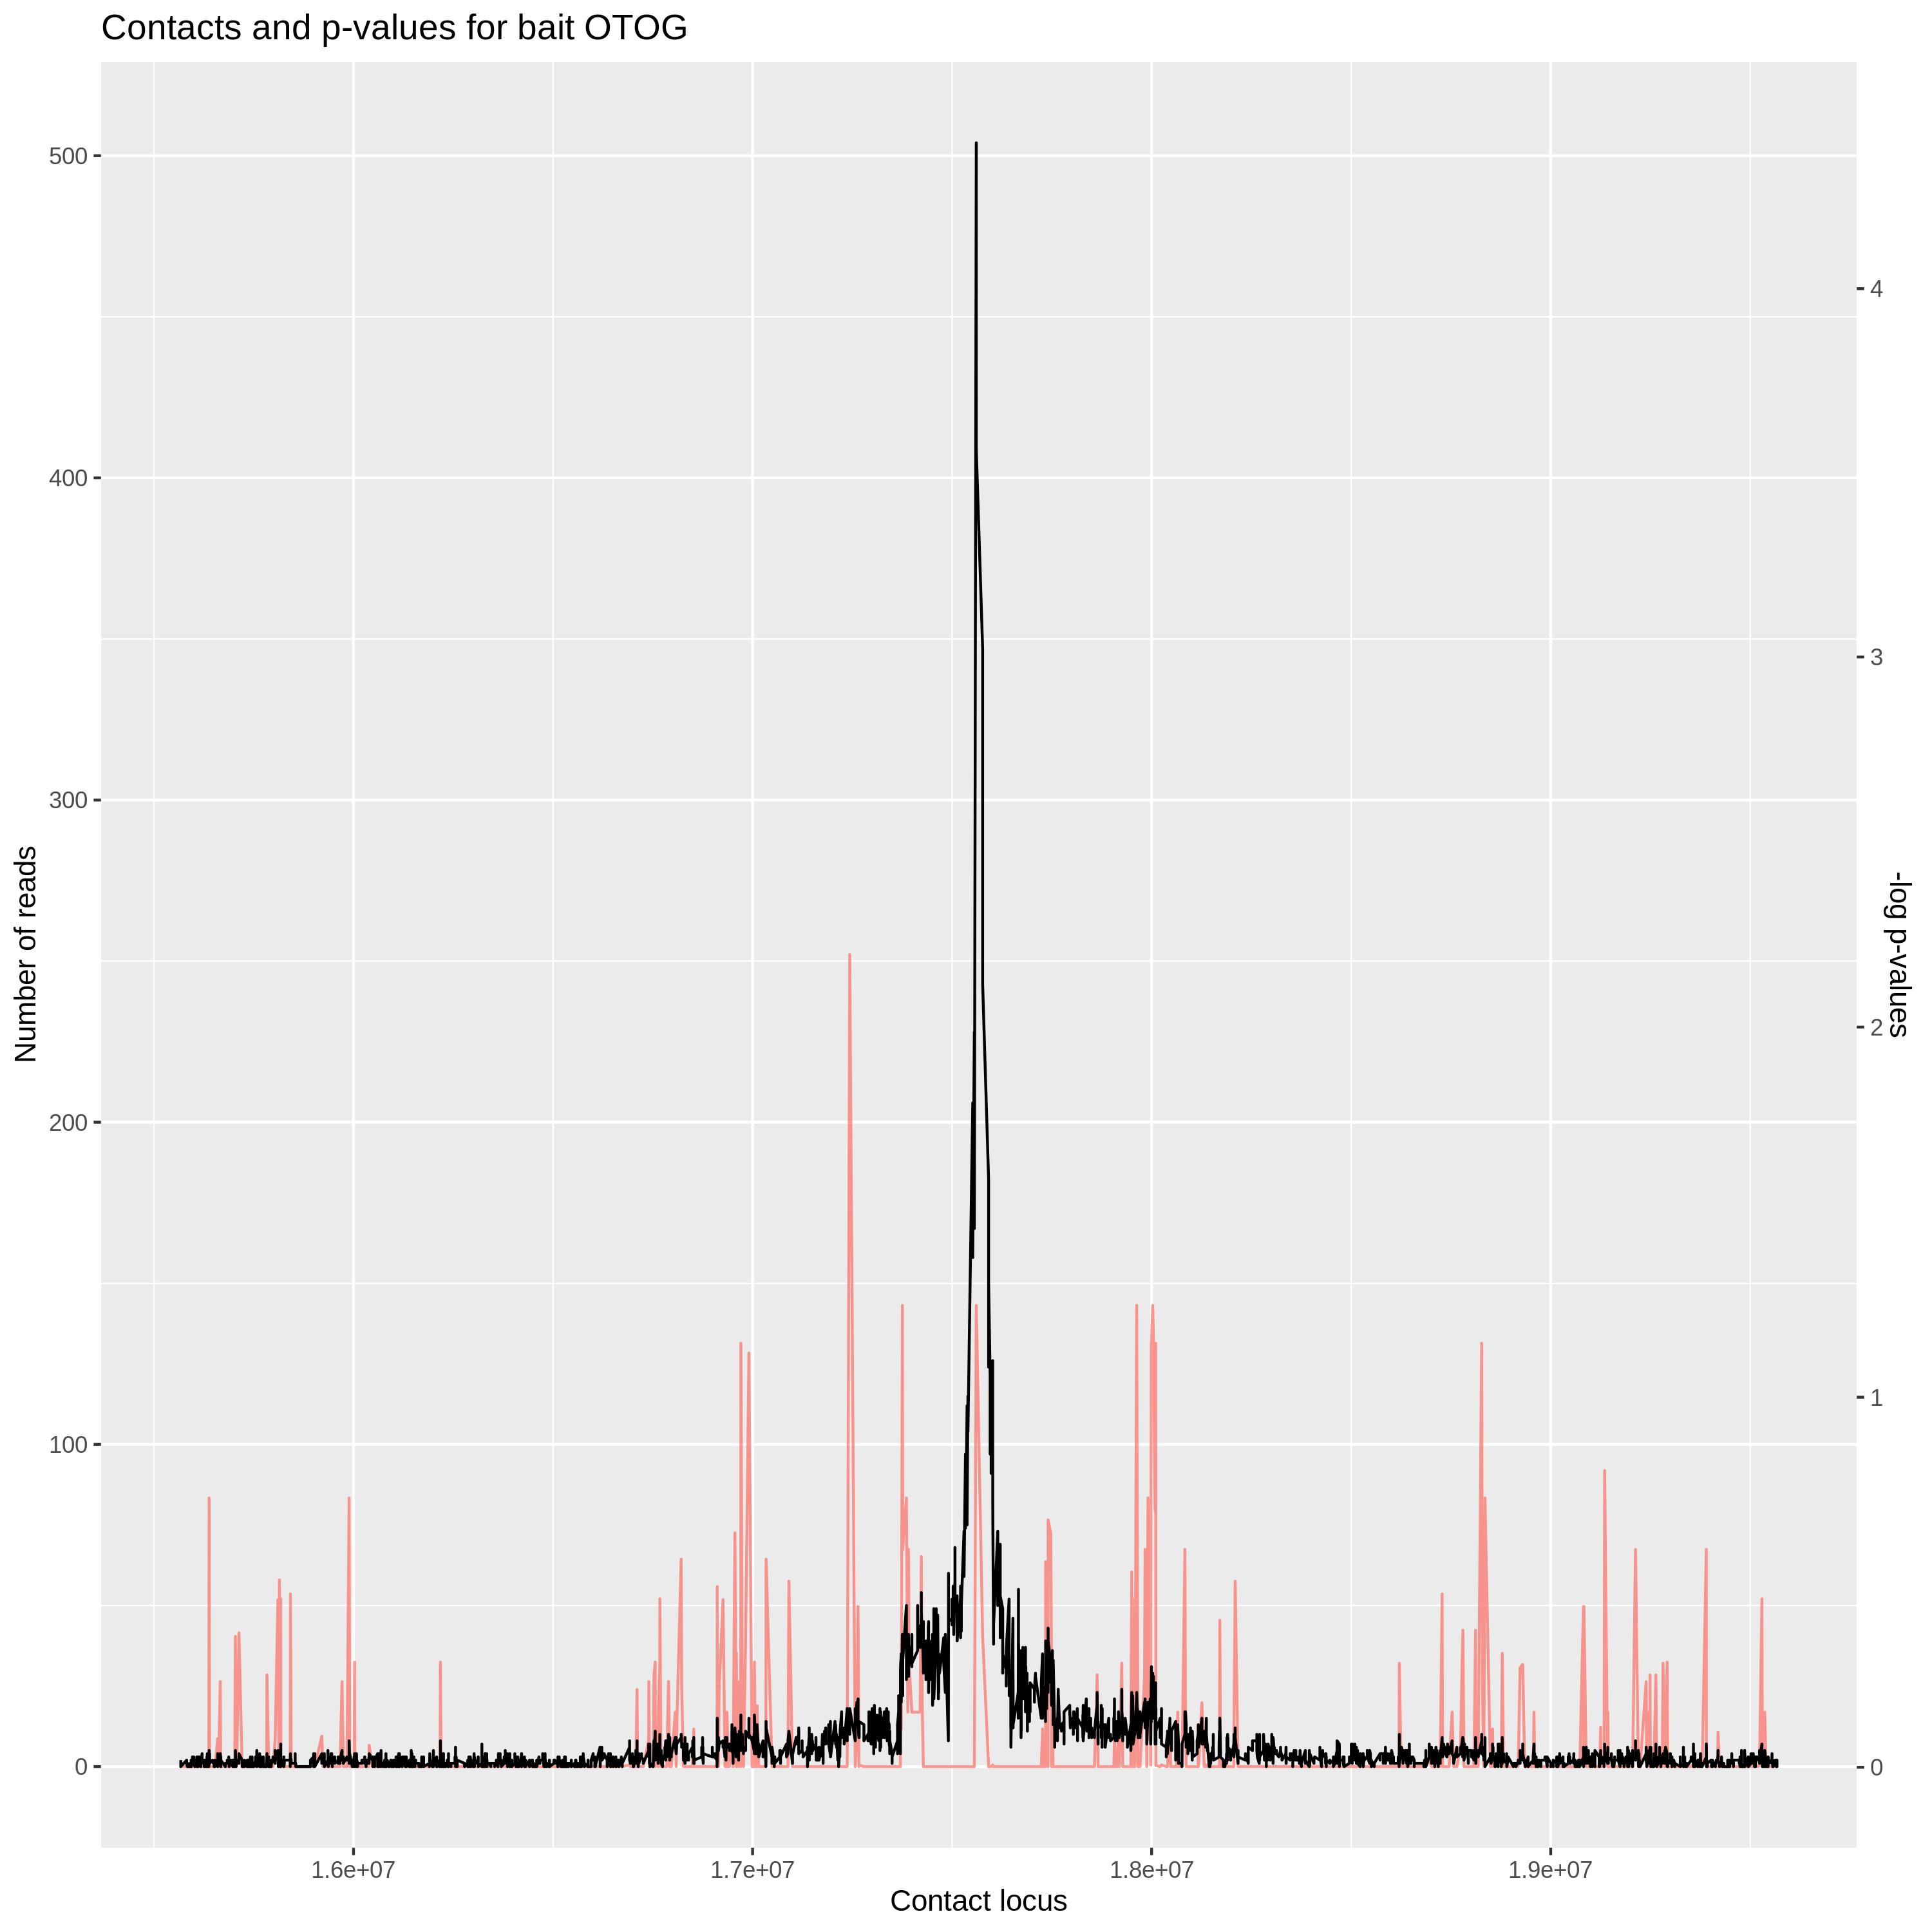 Contacts and p-values for bait OTOG
500
400
300
200
100
0
Number of reads
4
3
2
1
0
-log p-values
1.6e+07
1.7e+07
1.8e+07
1.9e+07
Contact locus